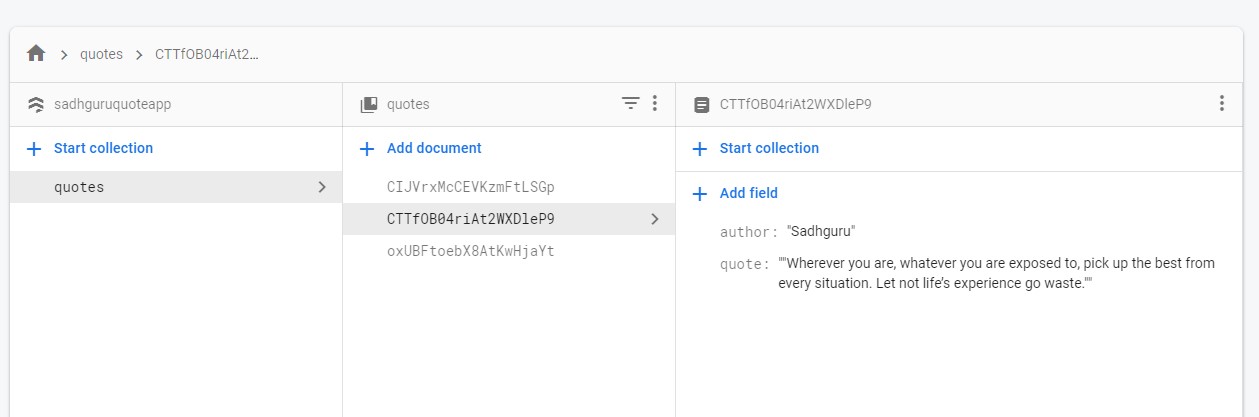 quotes
CTTfOB04riAt2...
sadhguruquoteapp
quotes
CTTfOB04riAt2WXDleP9
Start collection
Add document
Start collection
quotes
CIJVrxMcCEVKzmFtLSGp
CTTfOB04riAt2WXDleP9
oxUBFtoebX8AtKwHjaYt
Add field
author: "Sadhguru"
quote: ""Wherever you are, whatever you are exposed to, pick up the best from
every situation. Let not life’s experience go waste.""